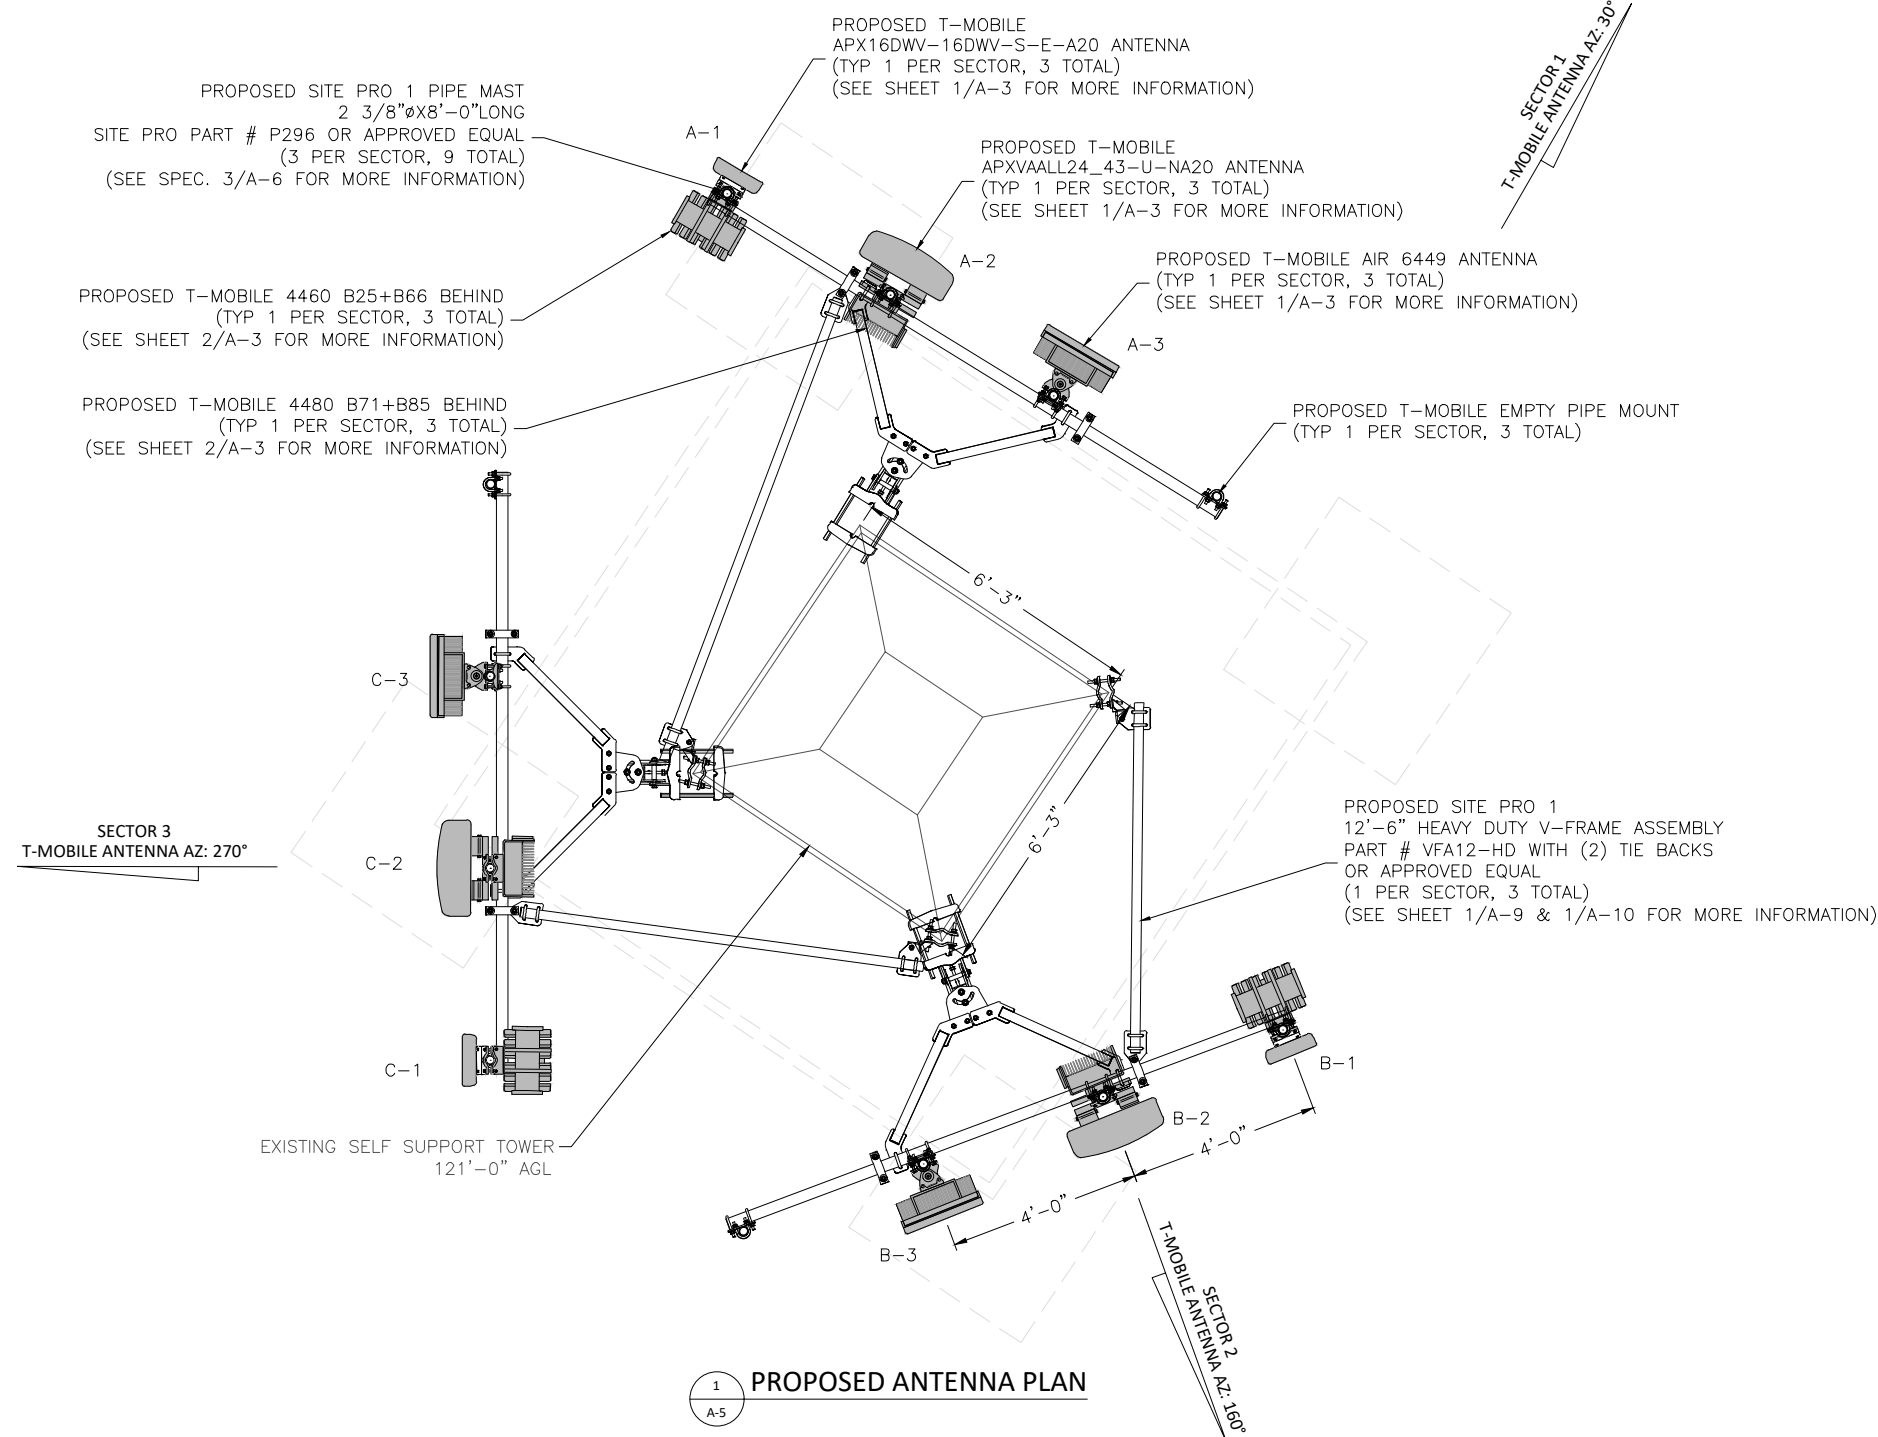 PROPOSED T-MOBILE
APX16DWV-16DWV-S-E-A20 ANTENNA
(TYP 1 PER SECTOR, 3 TOTAL)
(SEE SHEET 1/A-3 FOR MORE INFORMATION)
SECTOR 1
T-MOBILE ANTENNA AZ: 30°
PROPOSED SITE PRO 1 PIPE MAST
2 3/8"øX8'-0"LONG
SITE PRO PART # P296 OR APPROVED EQUAL
(3 PER SECTOR, 9 TOTAL)
(SEE SPEC. 3/A-6 FOR MORE INFORMATION)
A-1
PROPOSED T-MOBILE
APXVAALL24_43-U-NA20 ANTENNA
(TYP 1 PER SECTOR, 3 TOTAL)
(SEE SHEET 1/A-3 FOR MORE INFORMATION)
A-2
PROPOSED T-MOBILE AIR 6449 ANTENNA
(TYP 1 PER SECTOR, 3 TOTAL)
(SEE SHEET 1/A-3 FOR MORE INFORMATION)
PROPOSED T-MOBILE 4460 B25+B66 BEHIND
(TYP 1 PER SECTOR, 3 TOTAL)
(SEE SHEET 2/A-3 FOR MORE INFORMATION)
A-3
PROPOSED T-MOBILE 4480 B71+B85 BEHIND
(TYP 1 PER SECTOR, 3 TOTAL)
(SEE SHEET 2/A-3 FOR MORE INFORMATION)
PROPOSED T-MOBILE EMPTY PIPE MOUNT
(TYP 1 PER SECTOR, 3 TOTAL)
6'-3"
C-3
6'-3"
SECTOR 3
T-MOBILE ANTENNA AZ: 270°
C-2
PROPOSED SITE PRO 1
12'-6" HEAVY DUTY V-FRAME ASSEMBLY
PART # VFA12-HD WITH (2) TIE BACKS
OR APPROVED EQUAL
(1 PER SECTOR, 3 TOTAL)
(SEE SHEET 1/A-9 & 1/A-10 FOR MORE INFORMATION)
C-1
B-1
B-2
4'-0"
EXISTING SELF SUPPORT TOWER
121'-0" AGL
4'-0"
B-3
SECTOR 2
T-MOBILE ANTENNA AZ: 160°
1
A-5
PROPOSED ANTENNA PLAN